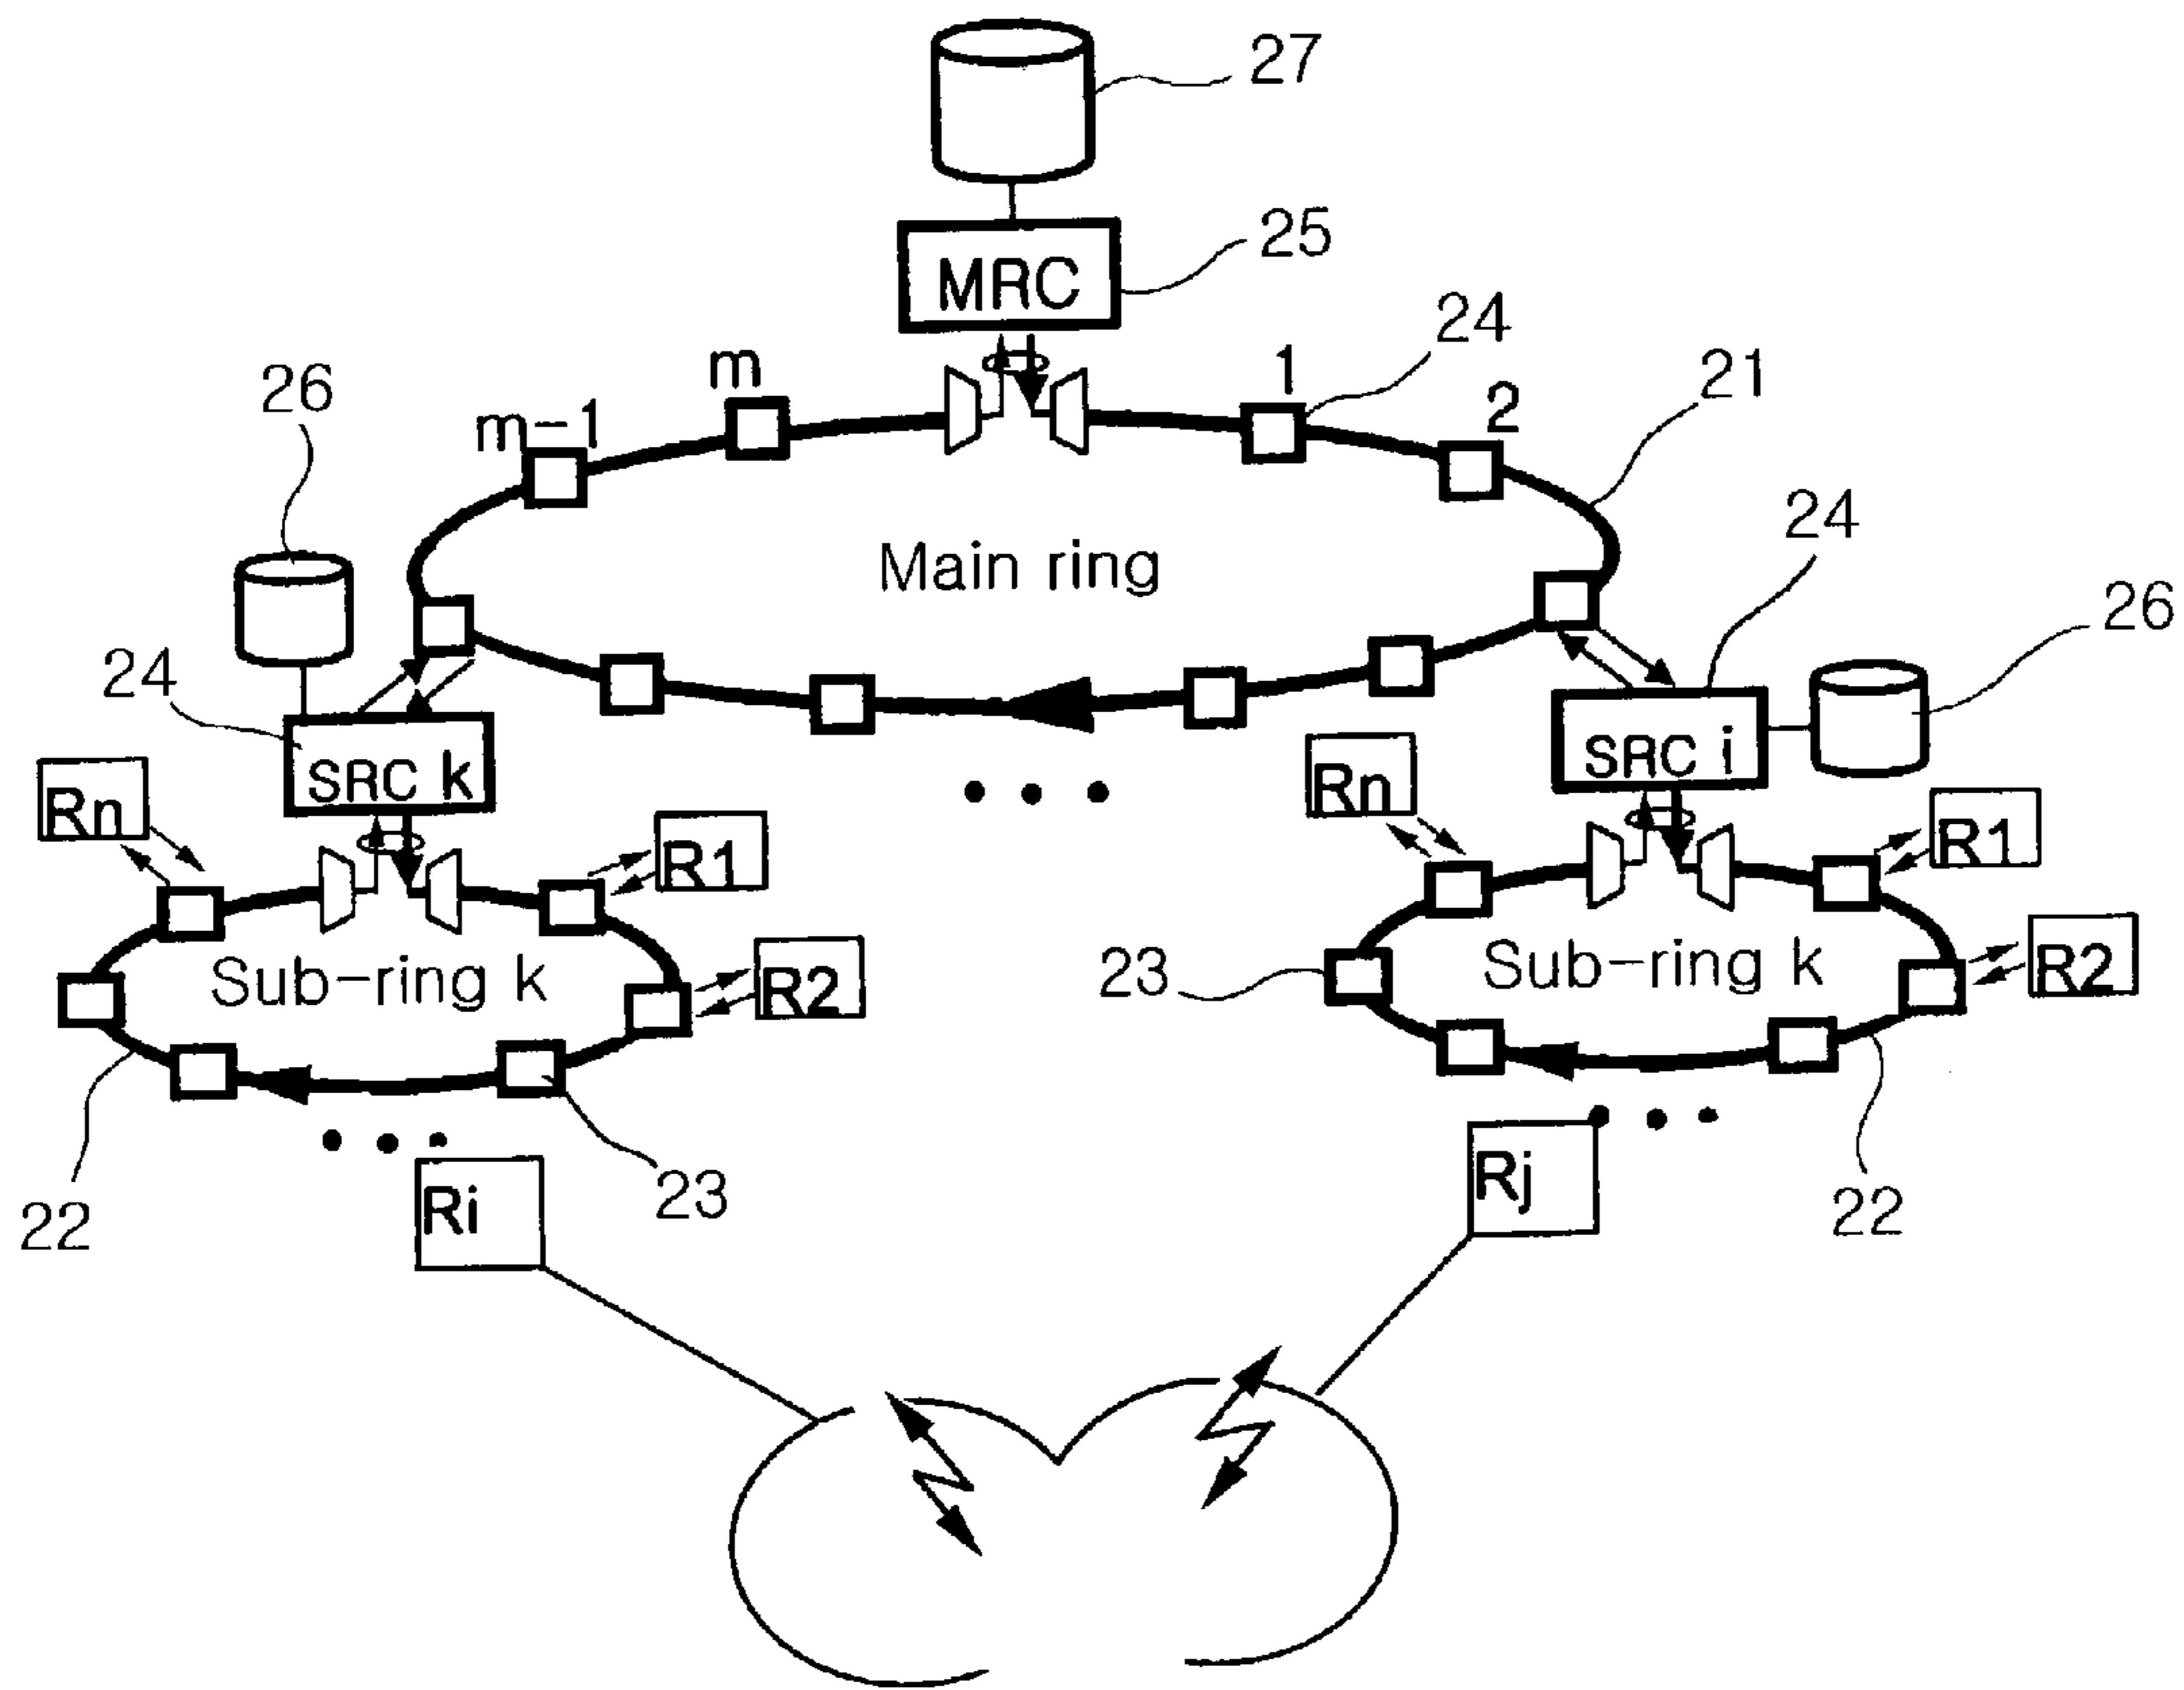 27
25
MRC
24
m
1
21
26
2
m-1
24
Main ring
26
24
SRC i
SRC k
Rn
Rn
R1
R1
R2
Sub-ring k
23
Sub-ring k
R2
Rj
Ri
23
22
22